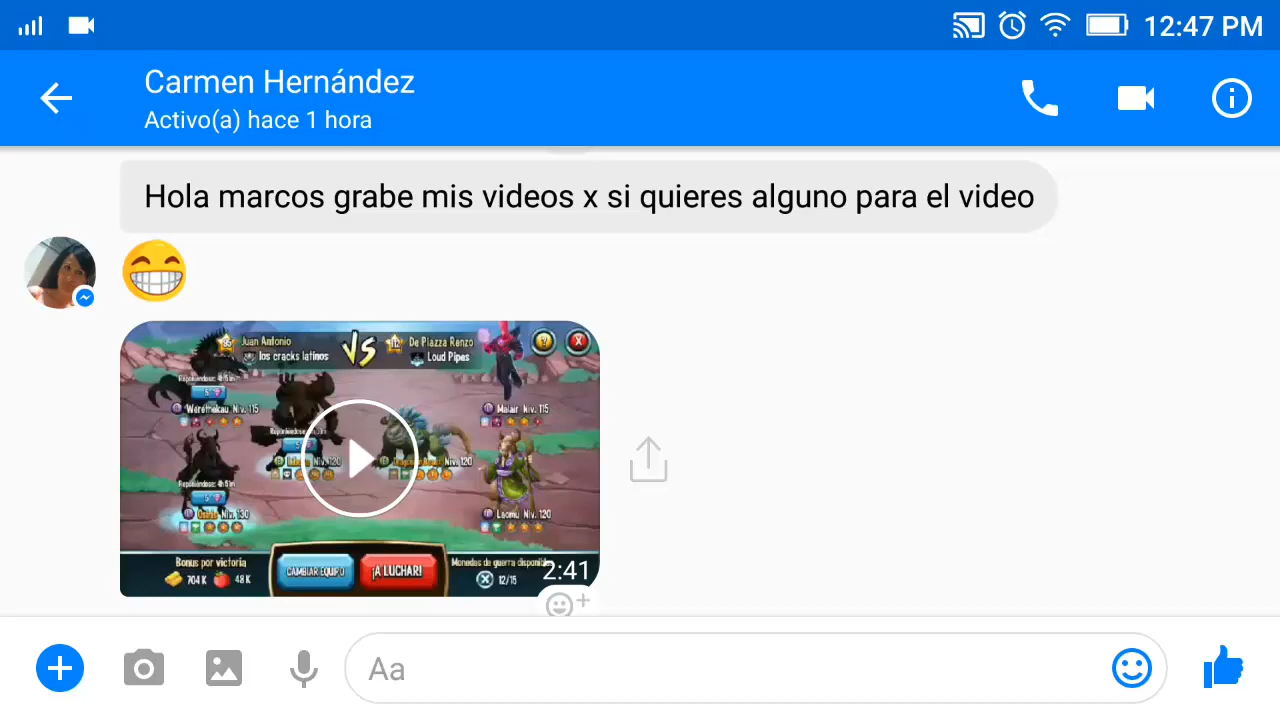 12:47 PM
Carmen Hernández
Activo(a) hace 1 hora
Hola marcos grabe mis videos x si quieres alguno para el video
Juan Antonio
los cracks latinos
VS
De Piazza Renzo
Loud Pipes
Niv. 115
Malair Niv. 115
Niv. 120
Niv. 120
Osiris Niv. 130
Laomu Niv. 120
Bonus por victoria
704 K
48 K
CAMBIAR EQUIPO
¡A LUCHAR!
Monedas de guerra
12/15
2:41
Aa